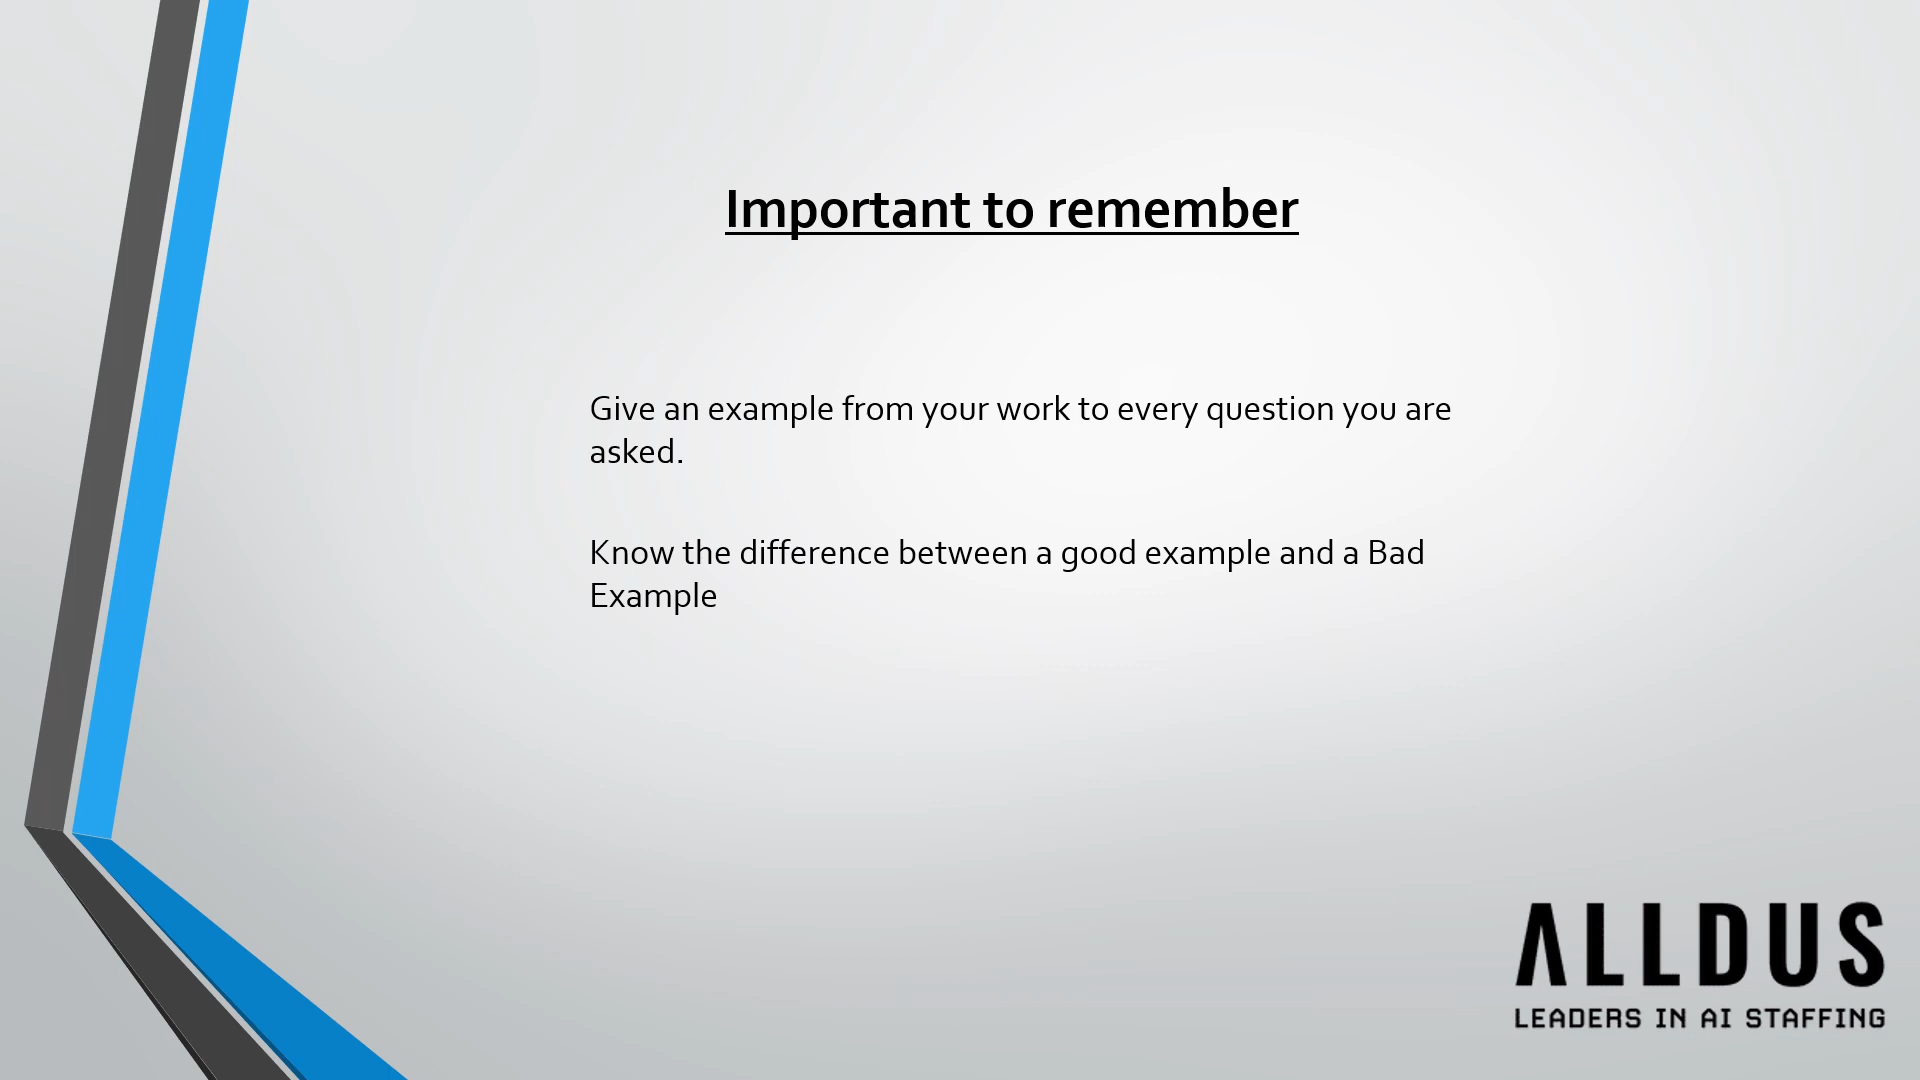 Important to remember
Give an example from your work to every question you are
asked.
Know the difference between a good example and a Bad
Example
ALLDUS
LEADERS IN AI STAFFING